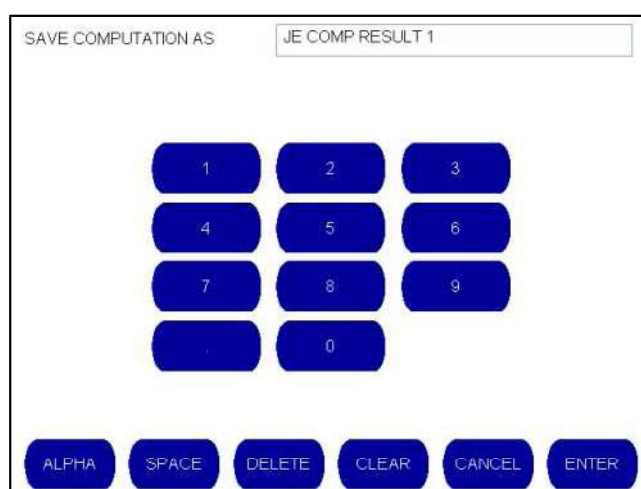 SAVE COMPUTATION AS JE COMP RESULT 1
1 2 3
4 5 6
7 8 9
. 0
ALPHA SPACE DELETE CLEAR CANCEL ENTER